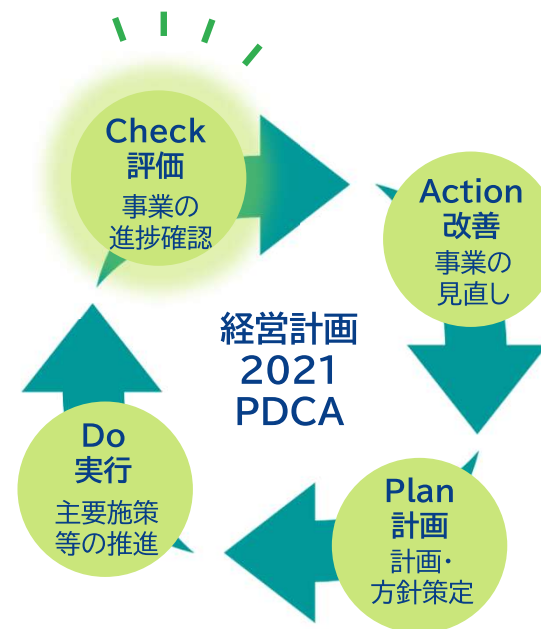 Check
評価
事業の
進捗確認
Action
改善
事業の
見直し
経営計画
2021
PDCA
Do
実行
主要施策
等の推進
Plan
計画
計画・
方針策定